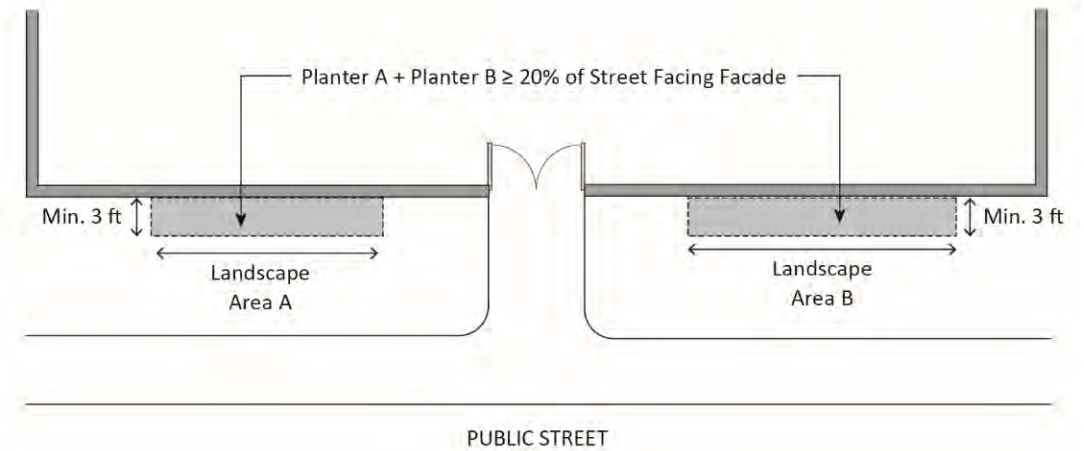 Planter A + Planter B ≥ 20% of Street Facing Facade
Min. 3 ft
Min. 3 ft
Landscape
Area A
Landscape
Area B
PUBLIC STREET